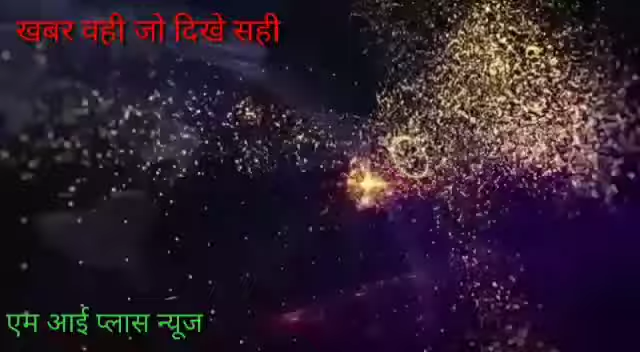 खबर वही जो दिखे सही
एम आई प्लास न्यूज